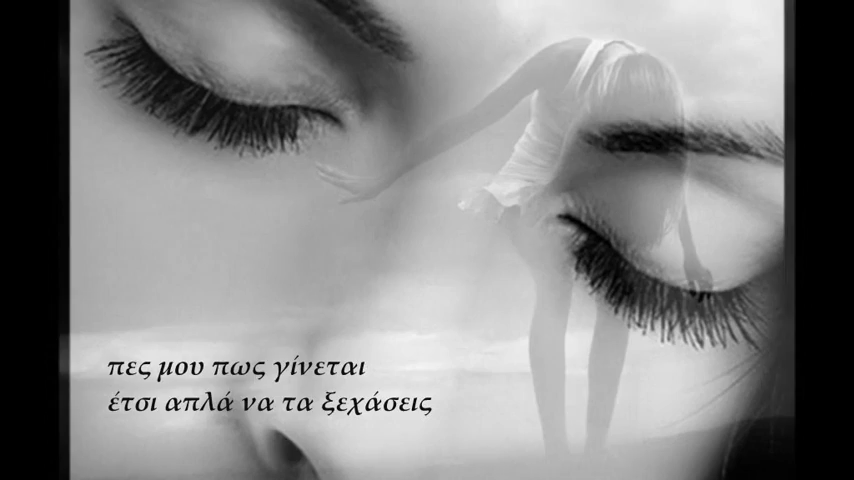 πες μου πως γίνεται
έτσι απλά να τα ξεχάσεις